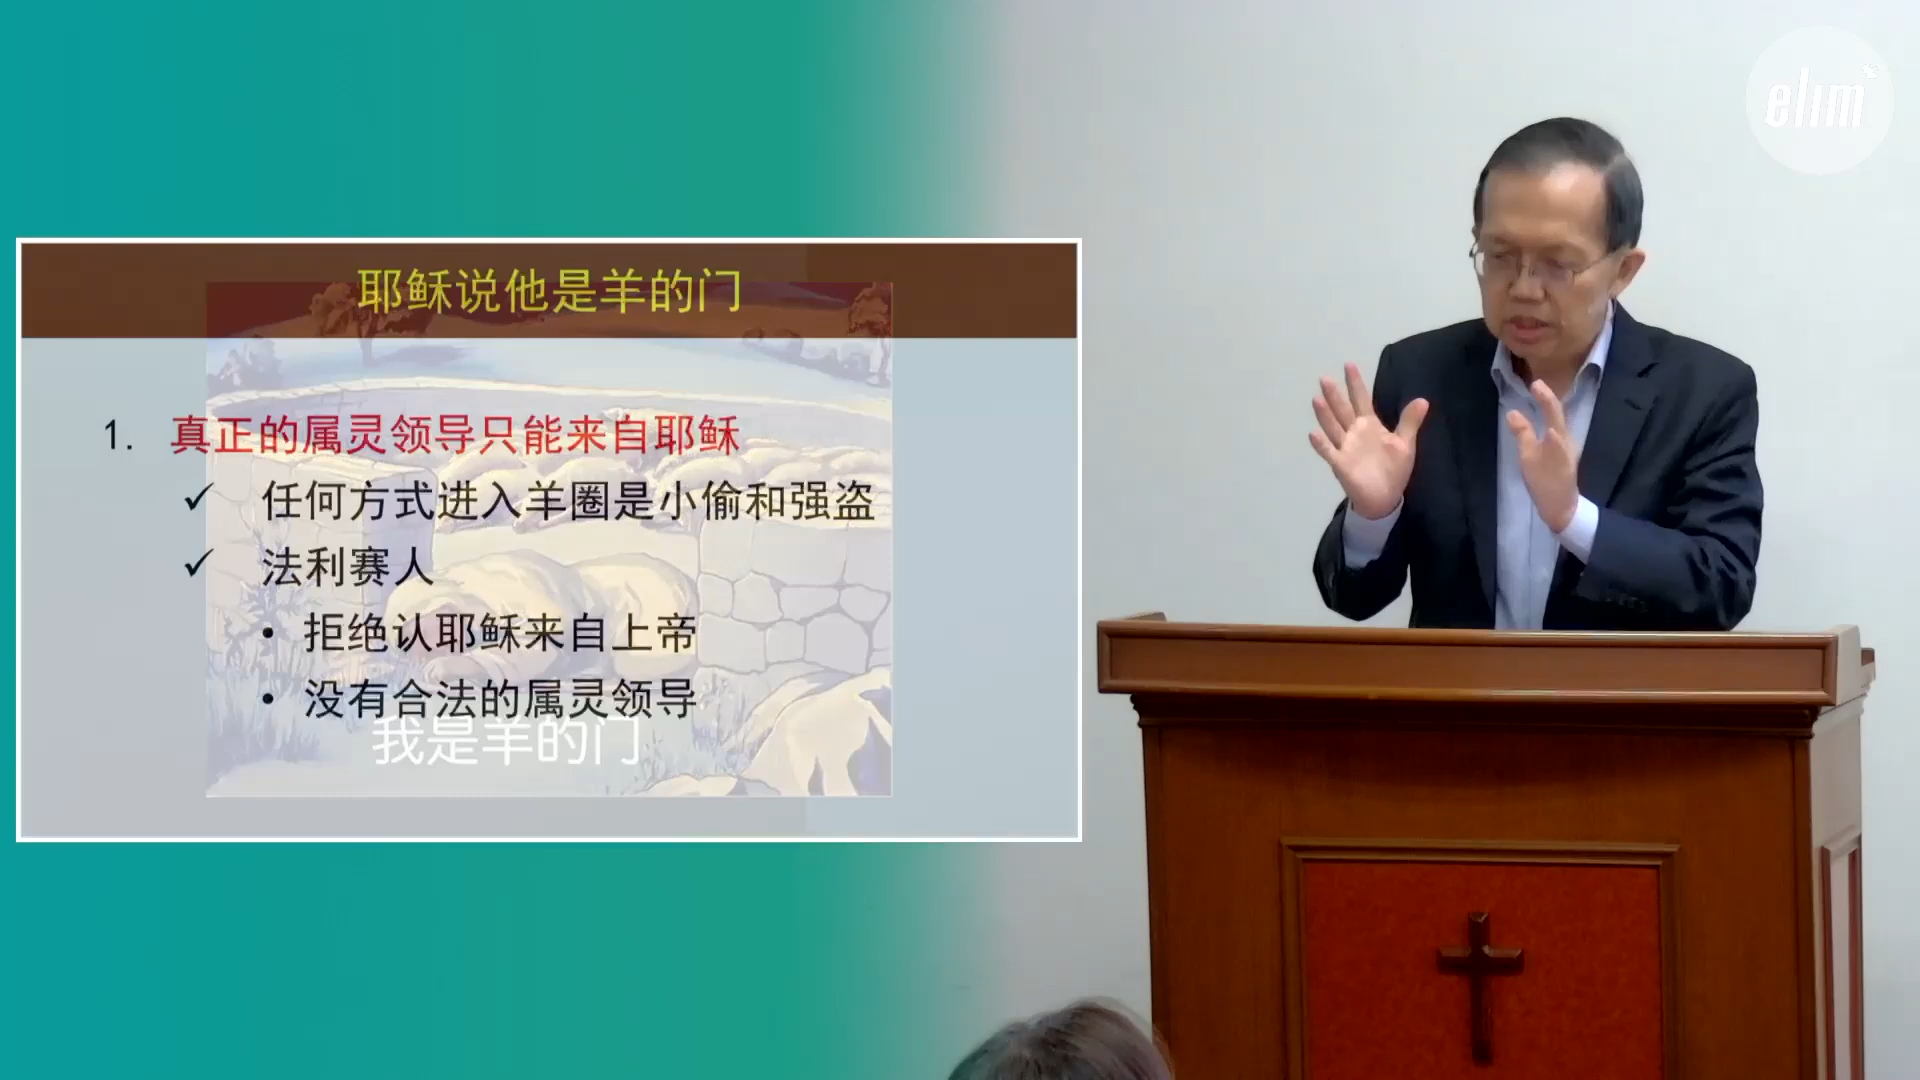 耶稣说他是羊的门
1. 真正的属灵领导只能来自耶稣
✓ 任何方式进入羊圈是小偷和强盗
✓ 法利赛人
• 拒绝认耶稣来自上帝
• 没有合法的属灵领导
我是羊的门
elim